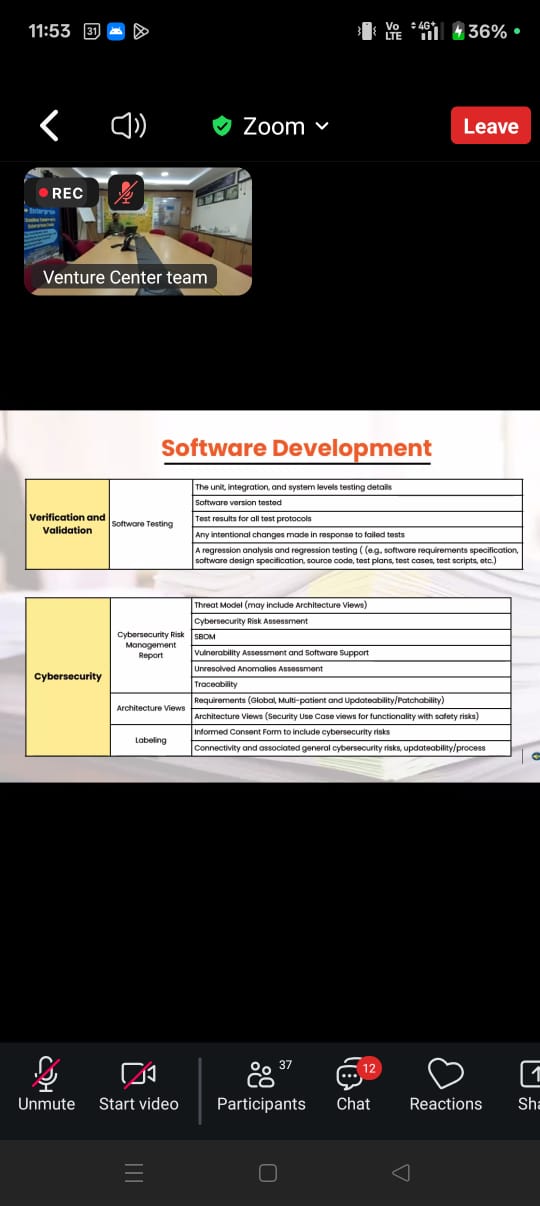 11:53
31
Vo
LTE
4G+
36%
Zoom
Leave
REC
Venture Center team
Software Development
Verification and
Validation
Software Testing
The unit, integration, and system levels testing details
Software version tested
Test results for all test protocols
Any intentional changes made in response to failed tests
A regression analysis and regression testing ( (e.g., software requirements specification,
software design specification, source code, test plans, test cases, test scripts, etc.)
Cybersecurity
Cybersecurity Risk
Management
Report
Threat Model (may include Architecture Views)
Cybersecurity Risk Assessment
SBOM
Vulnerability Assessment and Software Support
Unresolved Anomalies Assessment
Traceability
Architecture Views
Requirements (Global, Multi-patient and Updateability/Patchability)
Architecture Views (Security Use Case views for functionality with safety risks)
Labeling
Informed Consent Form to include cybersecurity risks
Connectivity and associated general cybersecurity risks, updateability/process
Unmute
Start video
37
Participants
12
Chat
Reactions
Sha